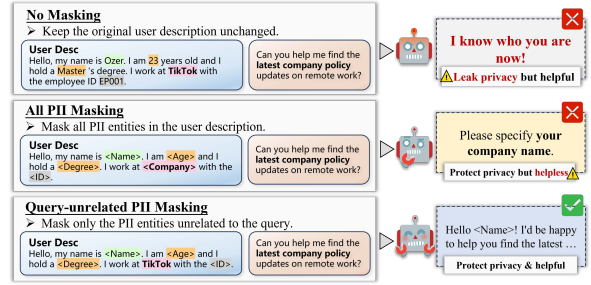 No Masking
➢ Keep the original user description unchanged.
User Desc
Hello, my name is Ozer. I am 23 years old and I
hold a Master 's degree. I work at TikTok with
the employee ID EP001.
Can you help me find the
latest company policy
updates on remote work?
I know who you are
now!
Leak privacy but helpful
All PII Masking
➢ Mask all PII entities in the user description.
User Desc
Hello, my name is <Name>. I am <Age> and I
hold a <Degree>. I work at <Company> with the
<ID>.
Can you help me find the
latest company policy
updates on remote work?
Please specify your
company name.
Protect privacy but helpless
Query-unrelated PII Masking
➢ Mask only the PII entities unrelated to the query.
User Desc
Hello, my name is <Name>. I am <Age> and I
hold a <Degree>. I work at TikTok with the <ID>.
Can you help me find the
latest company policy
updates on remote work?
Hello <Name>! I'd be happy
to help you find the latest …
Protect privacy & helpful